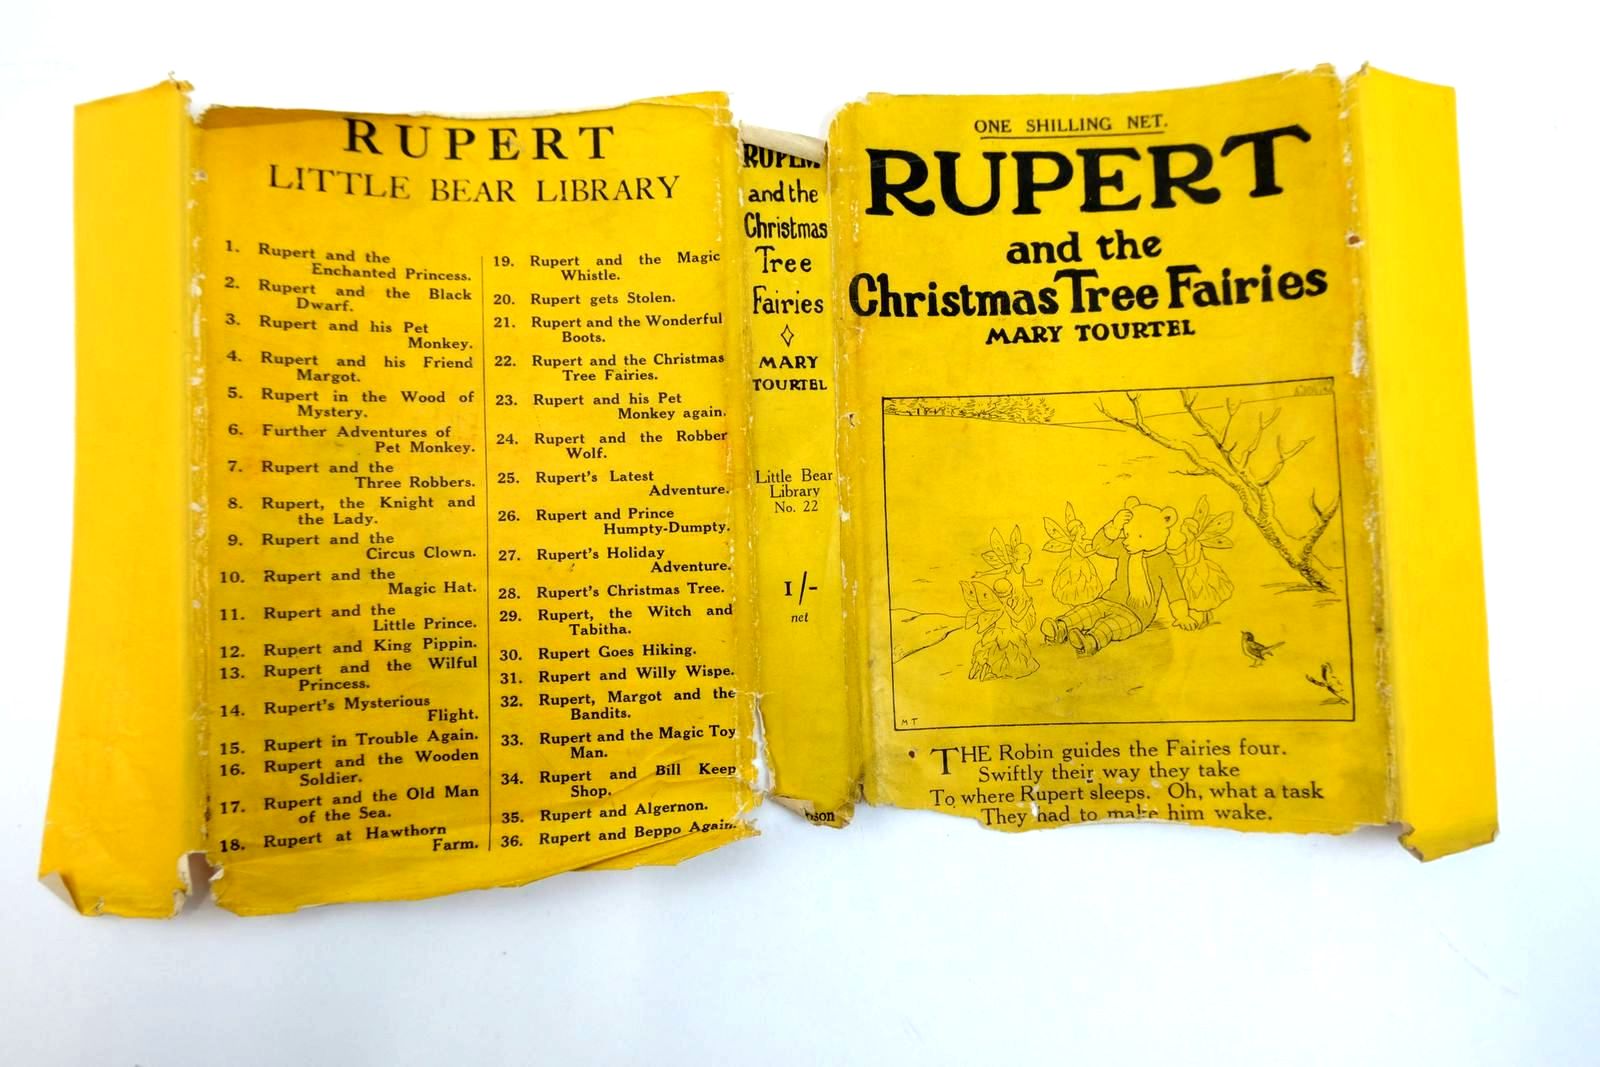 RUPERT
LITTLE BEAR LIBRARY
1. Rupert and the
Enchanted Princess.
2. Rupert and the Black
Dwarf.
3. Rupert and his Pet
Monkey.
4. Rupert and his Friend
Margot.
5. Rupert in the Wood of
Mystery.
6. Further Adventures of
Pet Monkey.
7. Rupert and the
Three Robbers.
8. Rupert, the Knight and
the Lady.
9. Rupert and the
Circus Clown.
10. Rupert and the
Magic Hat.
11. Rupert and the
Little Prince.
12. Rupert and King Pippin.
13. Rupert and the Wilful
Princess.
14. Rupert's Mysterious
Flight.
15. Rupert in Trouble Again.
16. Rupert and the Wooden
Soldier.
17. Rupert and the Old Man
of the Sea.
18. Rupert at Hawthorn
Farm.
19. Rupert and the Magic
Whistle.
20. Rupert gets Stolen.
21. Rupert and the Wonderful
Boots.
22. Rupert and the Christmas
Tree Fairies.
23. Rupert and his Pet
Monkey again.
24. Rupert and the Robber
Wolf.
25. Rupert's Latest
Adventure.
26. Rupert and Prince
Humpty-Dumpty.
27. Rupert's Holiday
Adventure.
28. Rupert's Christmas Tree.
29. Rupert, the Witch and
Tabitha.
30. Rupert Goes Hiking.
31. Rupert and Willy Wispe.
32. Rupert, Margot and the
Bandits.
33. Rupert and the Magic Toy
Man.
34. Rupert and Bill Keep
Shop.
35. Rupert and Algernon.
36. Rupert and Beppo Again.
RUPERT
and the
Christmas
Tree
Fairies
MARY
TOURTEL
Little Bear
Library
No. 22
1/-
net
ONE SHILLING NET.
RUPERT
and the
Christmas Tree Fairies
MARY TOURTEL
MT
THE Robin guides the Fairies four.
Swiftly their way they take
To where Rupert sleeps. Oh, what a task
They had to make him wake.